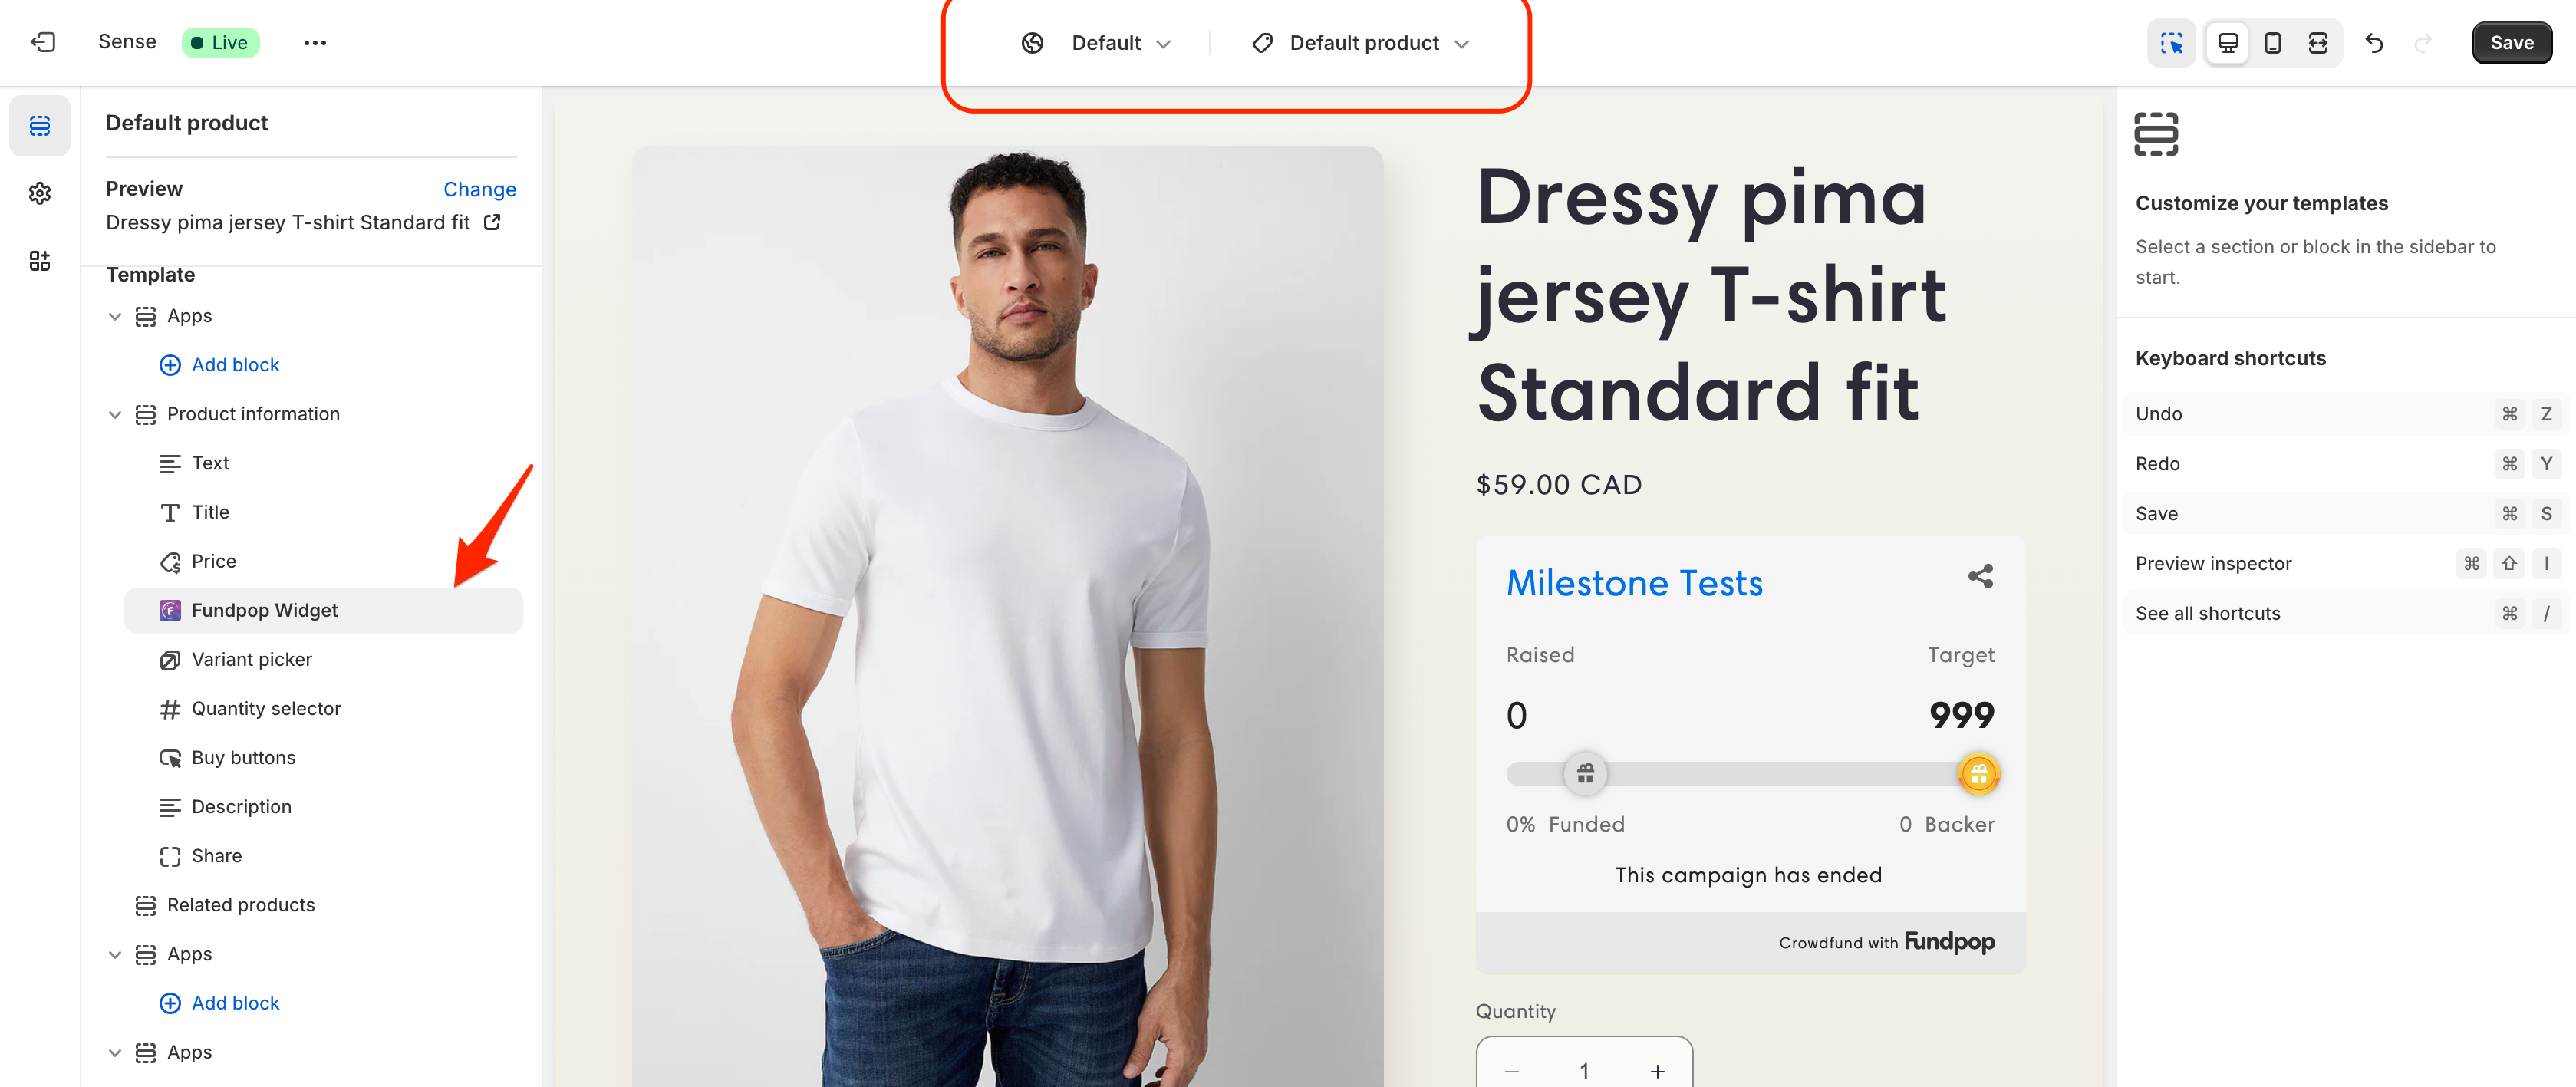 Sense
Live
Default
Default product
Save
Default product
Preview
Change
Dressy pima jersey T-shirt Standard fit
Template
Apps
Add block
Product information
Text
Title
Price
Fundpop Widget
Variant picker
Quantity selector
Buy buttons
Description
Share
Related products
Apps
Add block
Apps
Dressy pima
jersey T-shirt
Standard fit
$59.00 CAD
Milestone Tests
Raised
Target
0
999
0% Funded
0 Backer
This campaign has ended
Crowdfund with Fundpop
Quantity
− 1 +
Customize your templates
Select a section or block in the sidebar to
start.
Keyboard shortcuts
Undo ⌘ Z
Redo ⌘ Y
Save ⌘ S
Preview inspector ⌘ ⇧ I
See all shortcuts ⌘ /